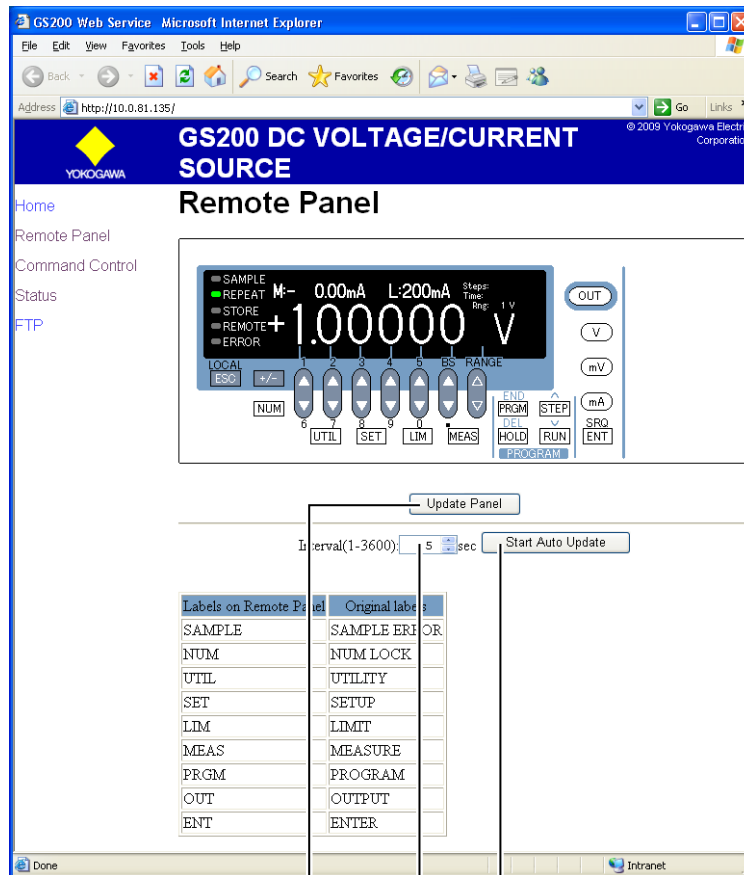 GS200 Web Service Microsoft Internet Explorer
File Edit View Favorites Tools Help
Back Search Favorites
Address http://10.0.81.135/ Go Links
YOKOGAWA
GS200 DC VOLTAGE/CURRENT SOURCE
© 2009 Yokogawa Electri
Corporatio
Home
Remote Panel
Command Control
Status
FTP
Remote Panel
SAMPLE
REPEAT
STORE
REMOTE
ERROR
M:- 0.00mA L:200mA
Steps:
Time:
Rng: 1 V
+1.00000 V
LOCAL
ESC
+/-
1 2 3 4 5 BS RANGE
NUM
6 7 8 9 0 .
UTIL SET LIM MEAS
END
PRGM STEP
DEL
HOLD RUN
PROGRAM
OUT
V
mV
mA
SRQ
ENT
Update Panel
Interval(1-3600): 5 sec Start Auto Update
Labels on Remote Panel Original labels
SAMPLE SAMPLE ERROR
NUM NUM LOCK
UTIL UTILITY
SET SETUP
LIM LIMIT
MEAS MEASURE
PRGM PROGRAM
OUT OUTPUT
ENT ENTER
Done Intranet